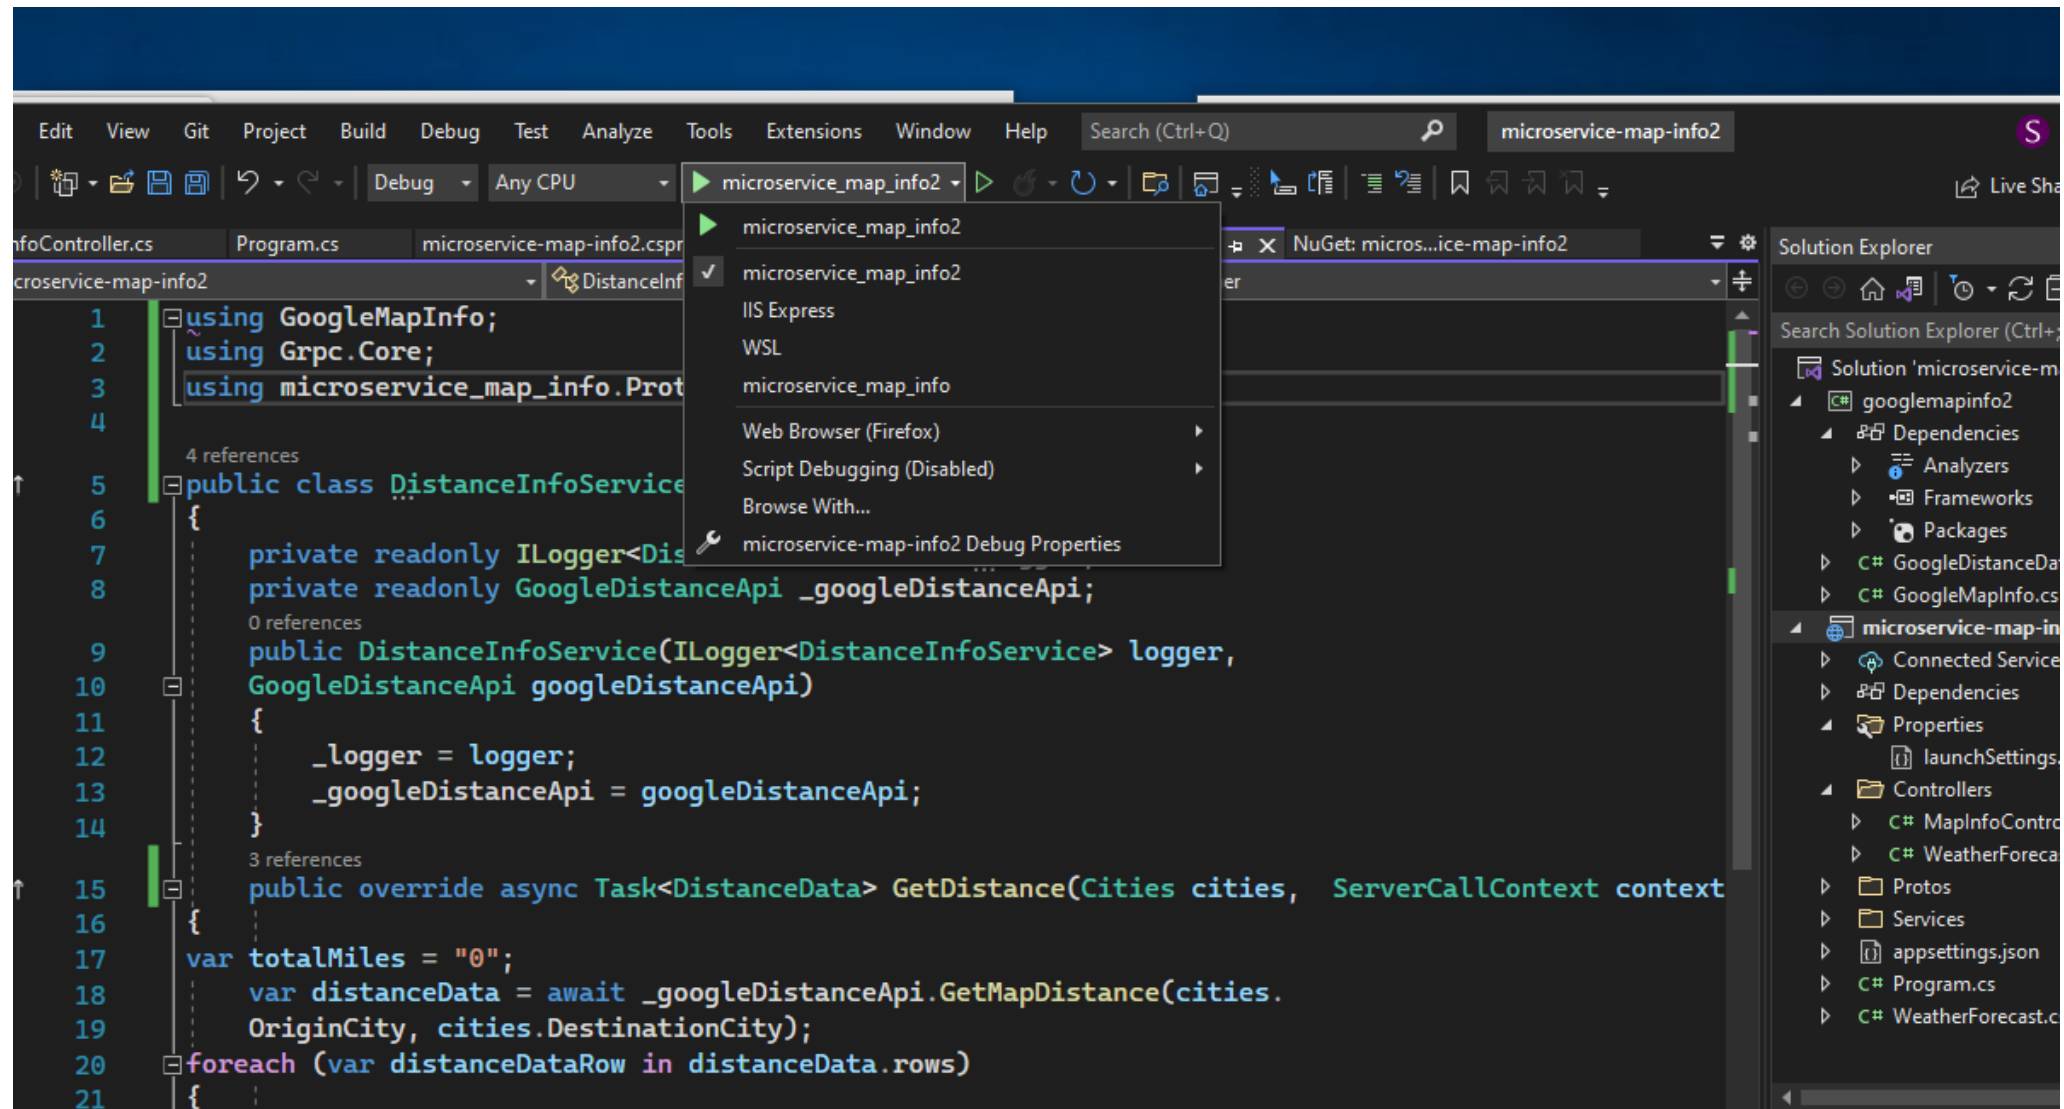 Edit View Git Project Build Debug Test Analyze Tools Extensions Window Help Search (Ctrl+Q) microservice-map-info2 S
Debug Any CPU microservice_map_info2 Live Sha
nfoController.cs Program.cs microservice-map-info2.cspr NuGet: micros...ice-map-info2
croservice-map-info2 DistanceInf er
microservice_map_info2
microservice_map_info2
IIS Express
WSL
microservice_map_info
Web Browser (Firefox)
Script Debugging (Disabled)
Browse With...
microservice-map-info2 Debug Properties
1 using GoogleMapInfo;
2 using Grpc.Core;
3 using microservice_map_info.Prot
4
4 references
5 public class DistanceInfoService
6 {
7 private readonly ILogger<Dis
8 private readonly GoogleDistanceApi _googleDistanceApi;
0 references
9 public DistanceInfoService(ILogger<DistanceInfoService> logger,
10 GoogleDistanceApi googleDistanceApi)
11 {
12 _logger = logger;
13 _googleDistanceApi = googleDistanceApi;
14 }
3 references
15 public override async Task<DistanceData> GetDistance(Cities cities, ServerCallContext context
16 {
17 var totalMiles = "0";
18 var distanceData = await _googleDistanceApi.GetMapDistance(cities.
19 OriginCity, cities.DestinationCity);
20 foreach (var distanceDataRow in distanceData.rows)
21 {
Solution Explorer
Search Solution Explorer (Ctrl+;
Solution 'microservice-m
C# googlemapinfo2
Dependencies
Analyzers
Frameworks
Packages
C# GoogleDistanceDa
C# GoogleMapInfo.cs
microservice-map-in
Connected Service
Dependencies
Properties
launchSettings.
Controllers
C# MapInfoContro
C# WeatherForeca
Protos
Services
appsettings.json
C# Program.cs
C# WeatherForecast.c